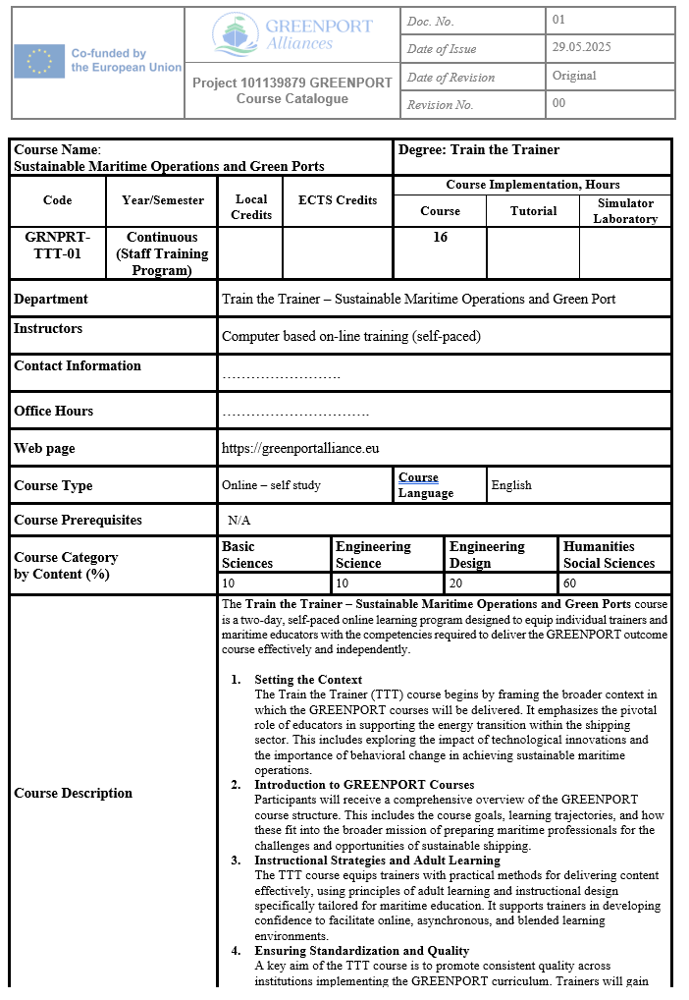 Co-funded by
the European Union
GREENPORT
Alliances
Project 101139879 GREENPORT
Course Catalogue
Doc. No.
01
Date of Issue
29.05.2025
Date of Revision
Original
Revision No.
00
Course Name:
Sustainable Maritime Operations and Green Ports
Degree: Train the Trainer
Code
Year/Semester
Local
Credits
ECTS Credits
Course Implementation, Hours
Course
Tutorial
Simulator
Laboratory
GRNPRT-
TTT-01
Continuous
(Staff Training
Program)
16
Department
Train the Trainer – Sustainable Maritime Operations and Green Port
Instructors
Computer based on-line training (self-paced)
Contact Information
……………………….
Office Hours
…………………………….
Web page
https://greenportalliance.eu
Course Type
Online – self study
Course
Language
English
Course Prerequisites
N/A
Course Category
by Content (%)
Basic
Sciences
Engineering
Science
Engineering
Design
Humanities
Social Sciences
10
10
20
60
Course Description
The Train the Trainer – Sustainable Maritime Operations and Green Ports course
is a two-day, self-paced online learning program designed to equip individual trainers and
maritime educators with the competencies required to deliver the GREENPORT outcome
course effectively and independently.
1. Setting the Context
The Train the Trainer (TTT) course begins by framing the broader context in
which the GREENPORT courses will be delivered. It emphasizes the pivotal
role of educators in supporting the energy transition within the shipping
sector. This includes exploring the impact of technological innovations and
the importance of behavioral change in achieving sustainable maritime
operations.
2. Introduction to GREENPORT Courses
Participants will receive a comprehensive overview of the GREENPORT
course structure. This includes the course goals, learning trajectories, and how
these fit into the broader mission of preparing maritime professionals for the
challenges and opportunities of sustainable shipping.
3. Instructional Strategies and Adult Learning
The TTT course equips trainers with practical methods for delivering content
effectively, using principles of adult learning and instructional design
specifically tailored for maritime education. It supports trainers in developing
confidence to facilitate online, asynchronous, and blended learning
environments.
4. Ensuring Standardization and Quality
A key aim of the TTT course is to promote consistent quality across
institutions implementing the GREENPORT curriculum. Trainers will gain